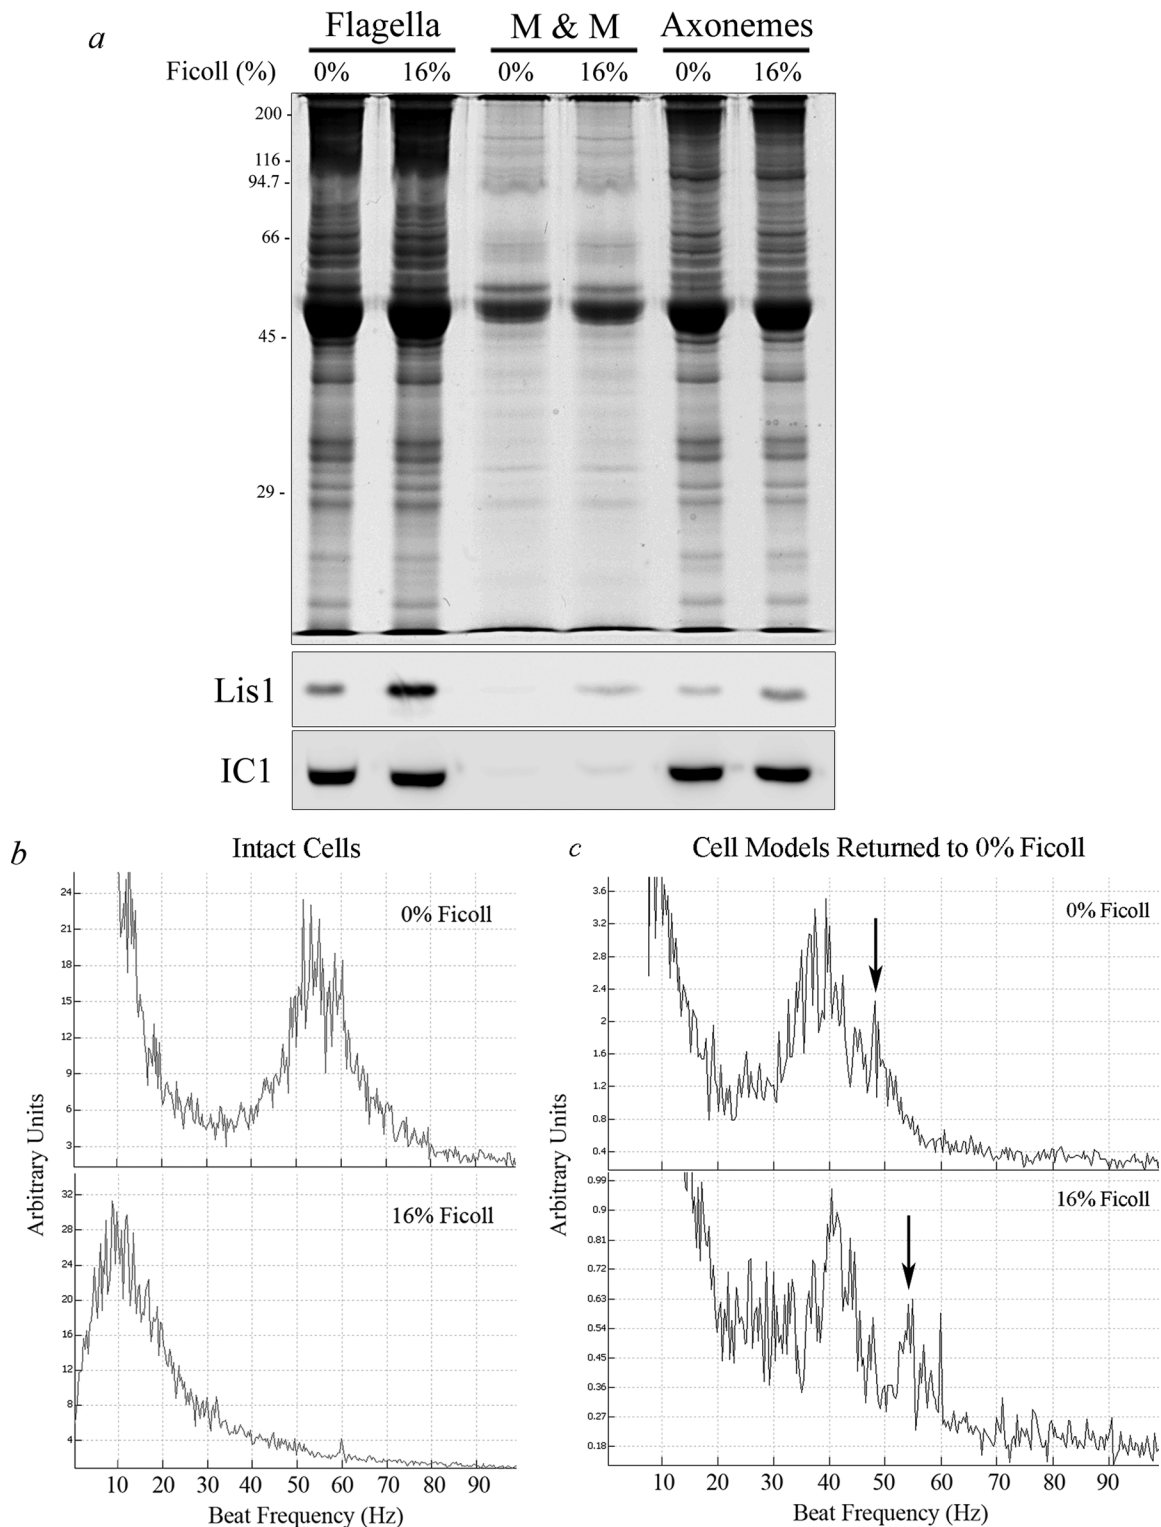 a
Flagella M & M Axonemes
Ficoll (%) 0% 16% 0% 16% 0% 16%
200 -
116 -
94.7 -
66 -
45 -
29 -
Lis1
IC1
b Intact Cells
24
21
18
15
12
9
6
3
0% Ficoll
32
28
24
20
16
12
8
4
16% Ficoll
10 20 30 40 50 60 70 80 90
Beat Frequency (Hz)
Arbitrary Units
c Cell Models Returned to 0% Ficoll
3.6
3.2
2.8
2.4
2
1.6
1.2
0.8
0.4
0% Ficoll
0.99
0.9
0.81
0.72
0.63
0.54
0.45
0.36
0.27
0.18
16% Ficoll
10 20 30 40 50 60 70 80 90
Beat Frequency (Hz)
Arbitrary Units